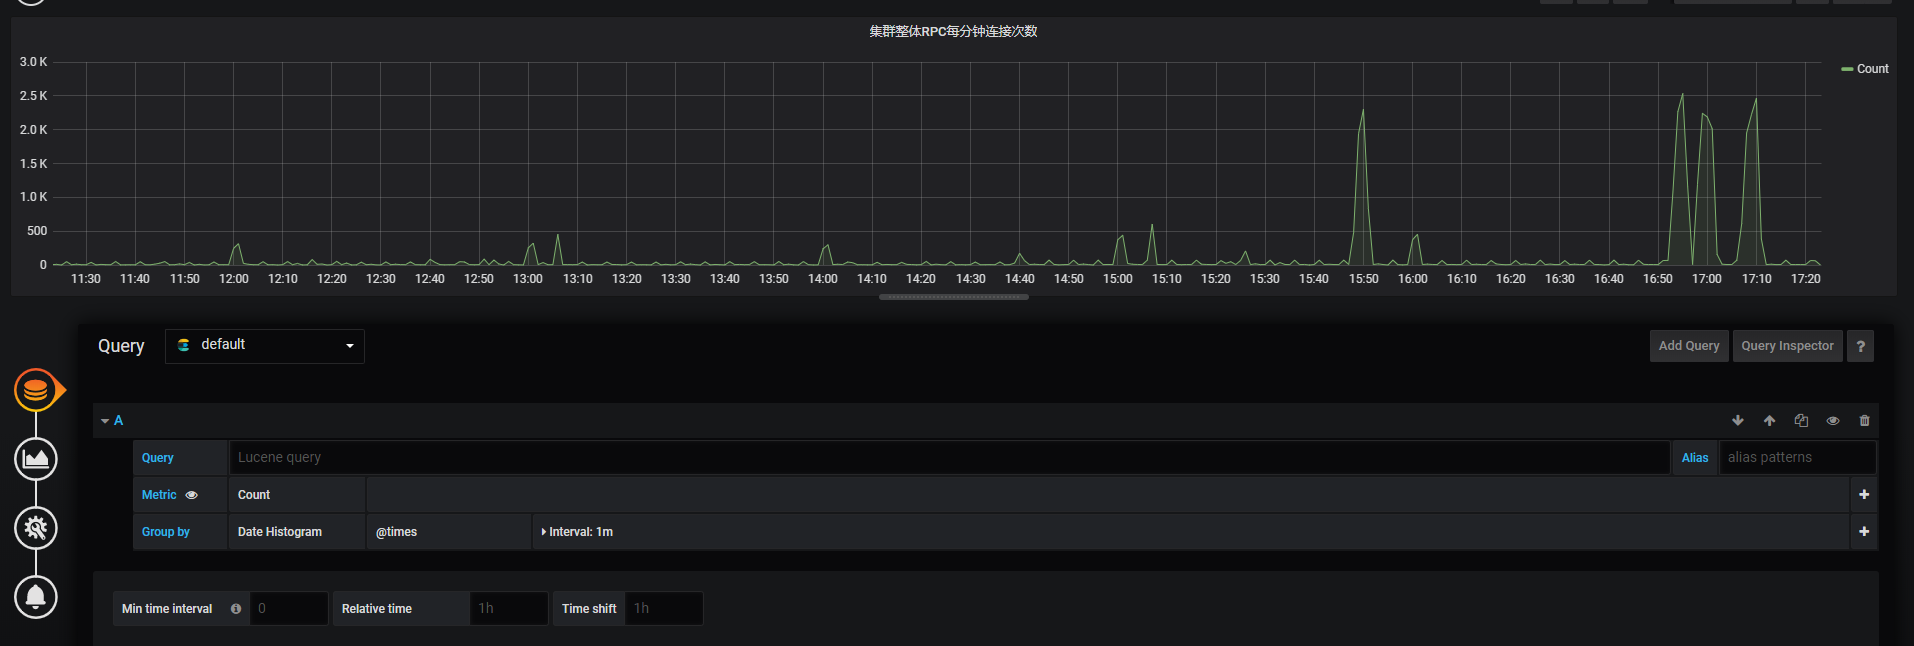 集群整体RPC每分钟连接次数
3.0 K
2.5 K
2.0 K
1.5 K
1.0 K
500
0
Count
11:30 11:40 11:50 12:00 12:10 12:20 12:30 12:40 12:50 13:00 13:10 13:20 13:30 13:40 13:50 14:00 14:10 14:20 14:30 14:40 14:50 15:00 15:10 15:20 15:30 15:40 15:50 16:00 16:10 16:20 16:30 16:40 16:50 17:00 17:10 17:20
Query default Add Query Query Inspector ?
A
Query Lucene query Alias alias patterns
Metric Count +
Group by Date Histogram @times Interval: 1m +
Min time interval 0 Relative time 1h Time shift 1h